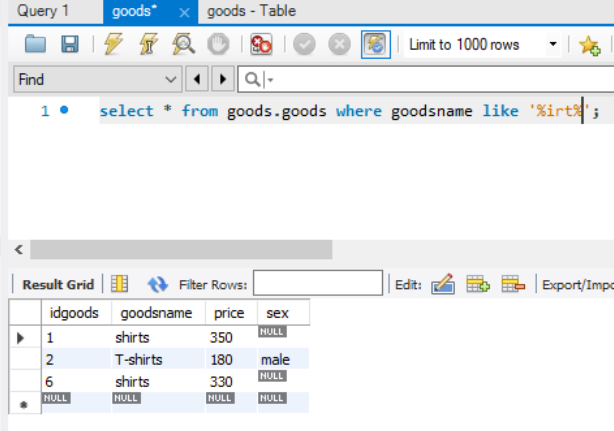 Query 1 goods* × goods - Table
Limit to 1000 rows
Find
1 select * from goods.goods where goodsname like '%irt%';
Result Grid Filter Rows: Edit: Export/Impo
idgoods goodsname price sex
1 shirts 350 NULL
2 T-shirts 180 male
6 shirts 330 NULL
NULL NULL NULL NULL